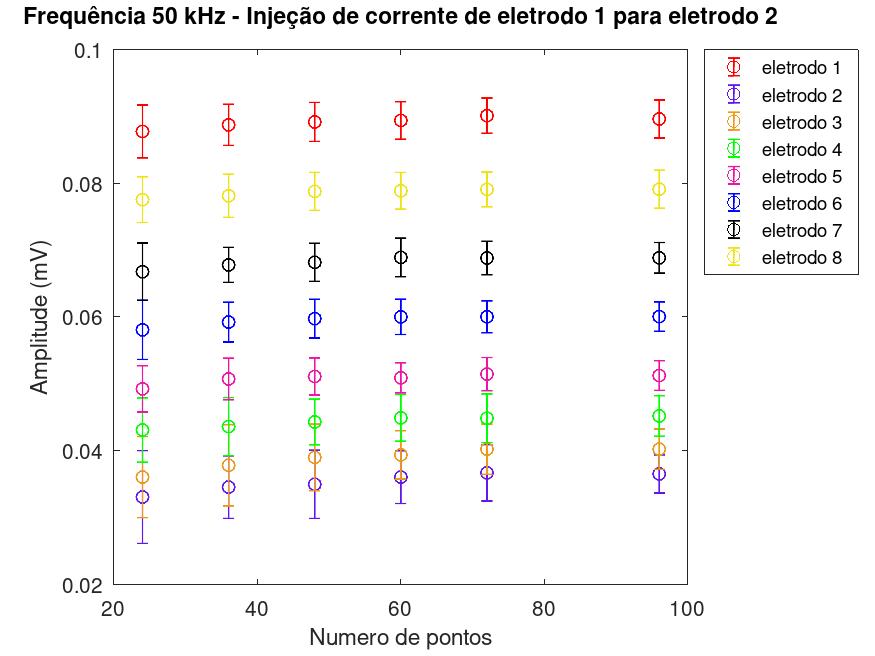 Frequência 50 kHz - Injeção de corrente de eletrodo 1 para eletrodo 2
0.1
0.08
0.06
0.04
0.02
Amplitude (mV)
20 40 60 80 100
Numero de pontos
eletrodo 1
eletrodo 2
eletrodo 3
eletrodo 4
eletrodo 5
eletrodo 6
eletrodo 7
eletrodo 8